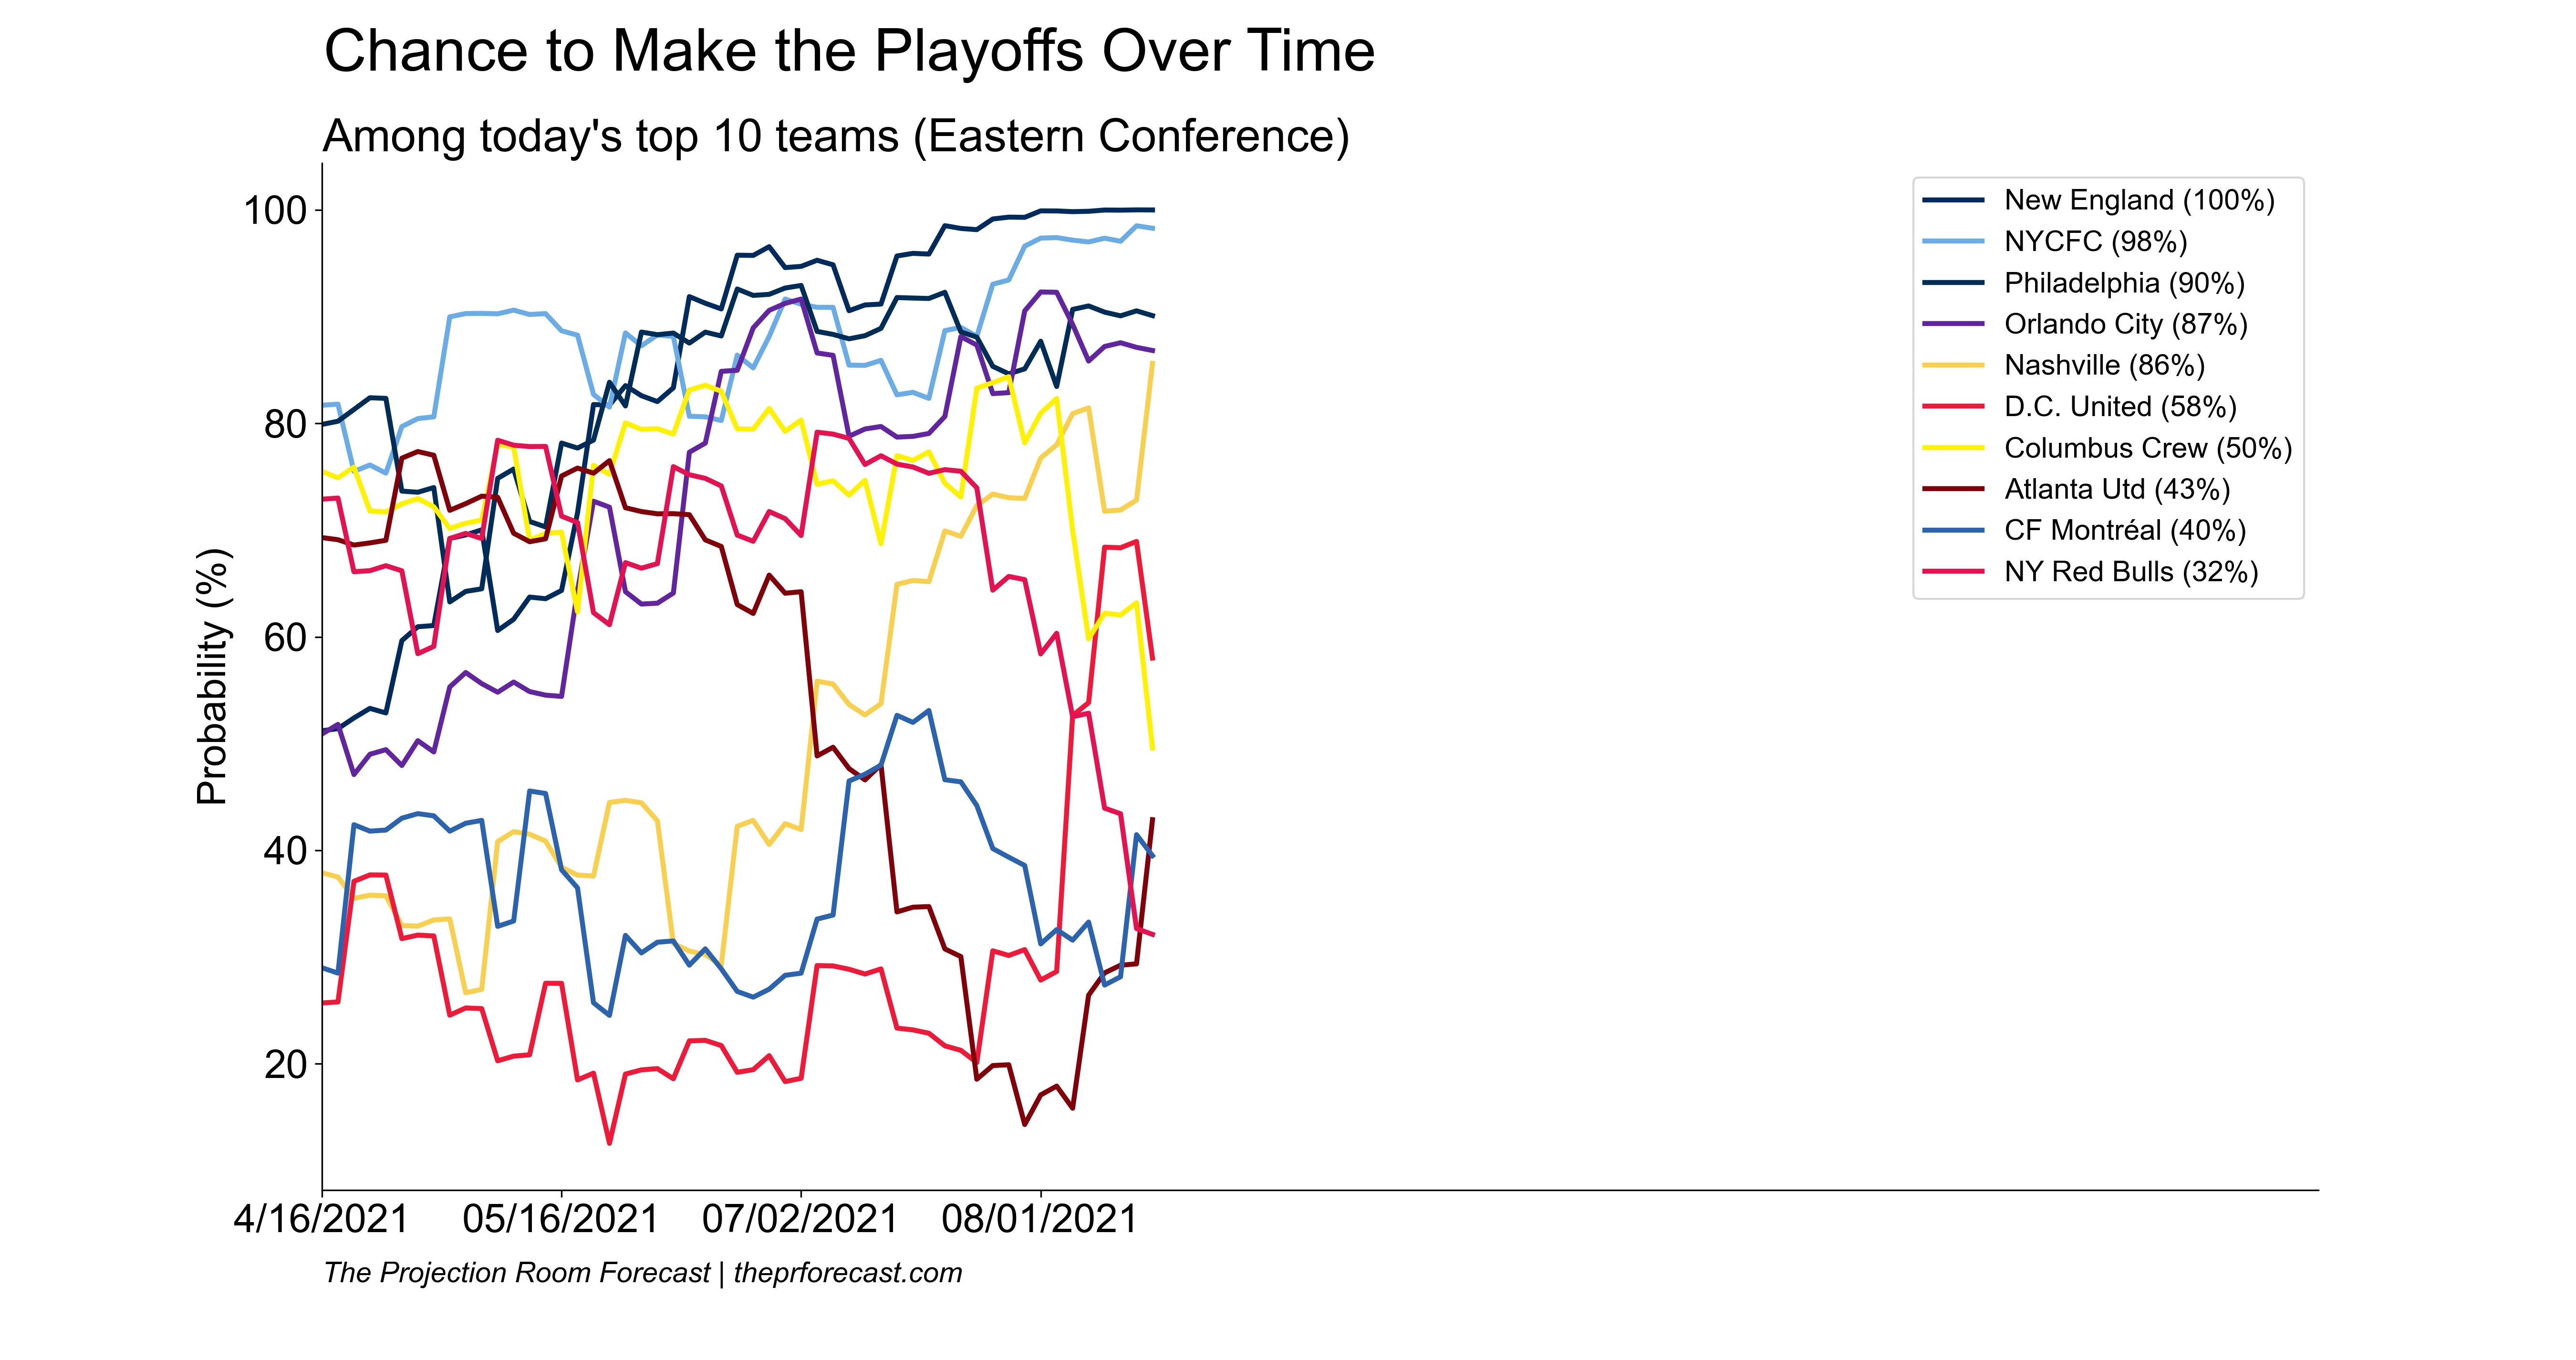 Chance to Make the Playoffs Over Time
Among today's top 10 teams (Eastern Conference)
100
80
60
40
20
Probability (%)
4/16/2021 05/16/2021 07/02/2021 08/01/2021
New England (100%)
NYCFC (98%)
Philadelphia (90%)
Orlando City (87%)
Nashville (86%)
D.C. United (58%)
Columbus Crew (50%)
Atlanta Utd (43%)
CF Montréal (40%)
NY Red Bulls (32%)
The Projection Room Forecast | theprforecast.com